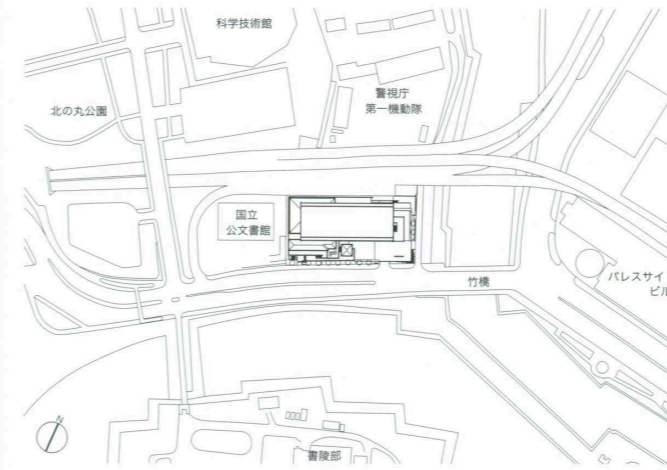 科学技術館
警視庁
第一機動隊
北の丸公園
国立
公文書館
竹橋
パレスサイ
ビル
N
書陵部